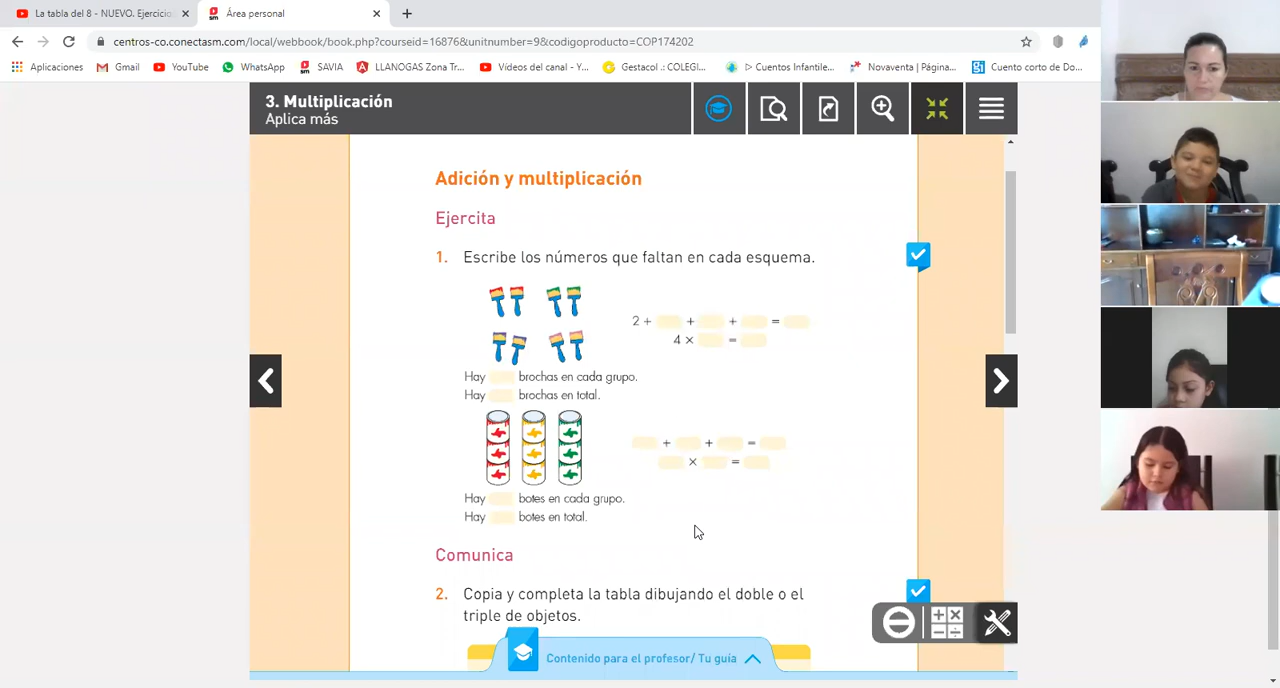 La tabla del 8 - NUEVO. Ejercicio
Área personal
centros-co.conectasm.com/local/webbook/book.php?courseid=16876&unitnumber=9&codigoproducto=COP174202
Aplicaciones Gmail YouTube WhatsApp SAVIA LLANOGAS Zona Tr... Vídeos del canal - Y... Gestacol .: COLEGI... ▷ Cuentos Infantile... Novaventa | Págin... Cuento corto de Do...
3. Multiplicación
Aplica más
Adición y multiplicación
Ejercita
1. Escribe los números que faltan en cada esquema.
2 + + + =
4 × =
Hay brochas en cada grupo.
Hay brochas en total.
+ + =
× =
Hay botes en cada grupo.
Hay botes en total.
Comunica
2. Copia y completa la tabla dibujando el doble o el
triple de objetos.
Contenido para el profesor/ Tu guía